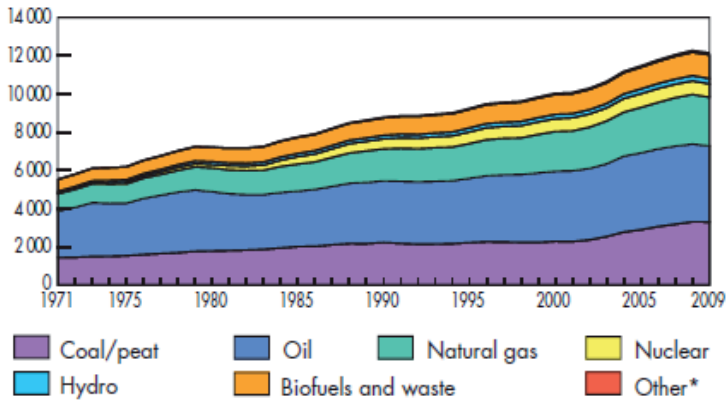 14 000
12 000
10 000
8 000
6 000
4 000
2 000
0
1971 1975 1980 1985 1990 1995 2000 2005 2009
Coal/peat Oil Natural gas Nuclear
Hydro Biofuels and waste Other*